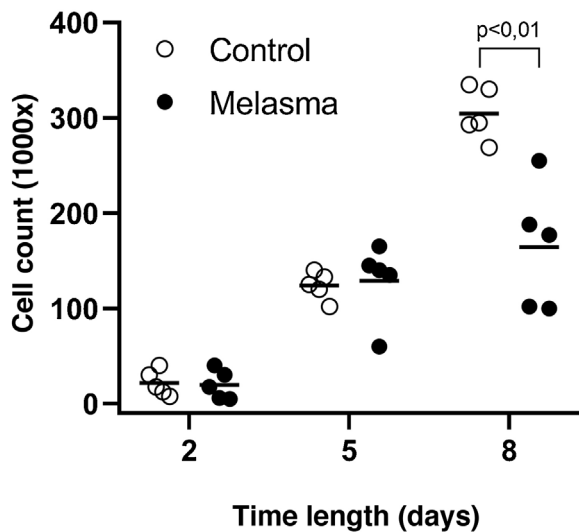 400
300
200
100
0
Cell count (1000x)
Control
Melasma
p<0,01
2 5 8
Time length (days)